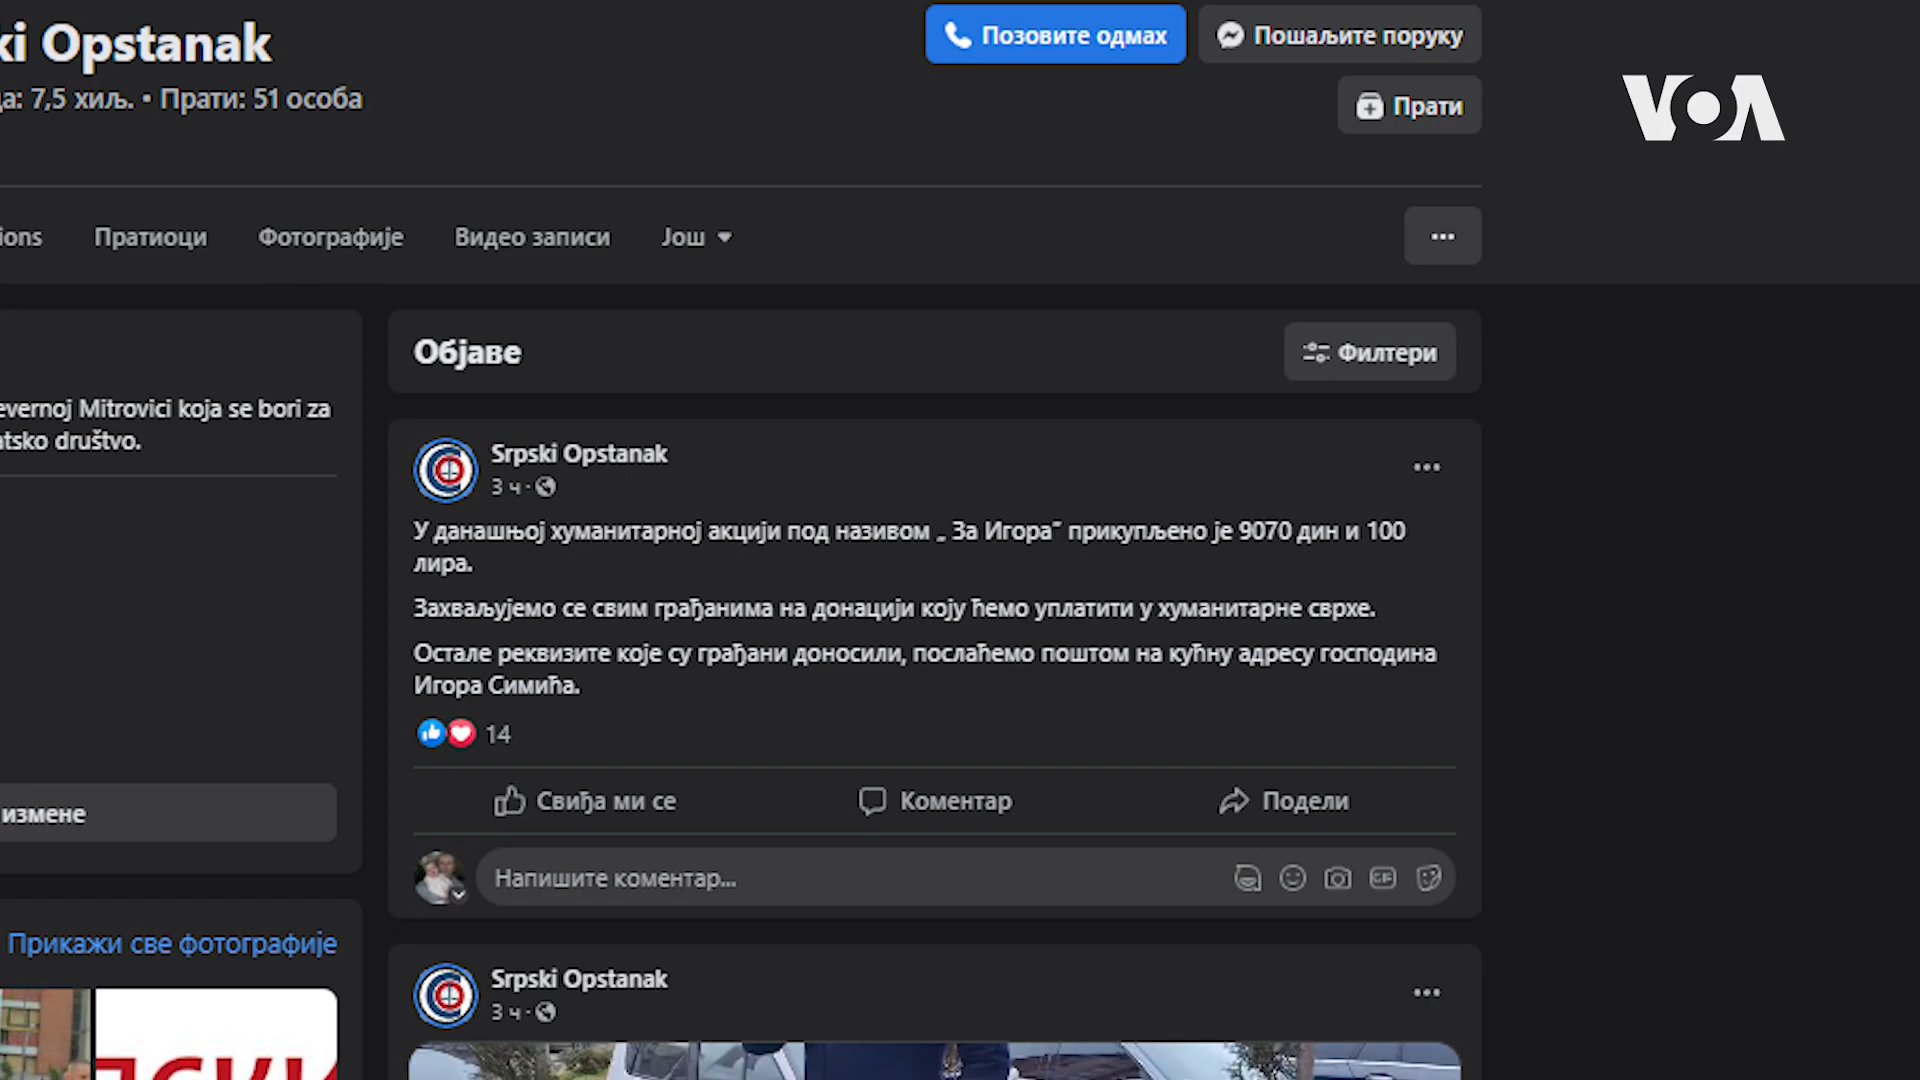 ki Opstanak
да: 7,5 хиљ. • Прати: 51 особа
Позовите одмах
Пошаљите поруку
Прати
VOA
ions
Пратиоци
Фотографије
Видео записи
Још
Објаве
Филтери
evernoj Mitrovici koja se bori za
atsko društvo.
измене
Прикажи све фотографије
Srpski Opstanak
3 ч ·
У данашњој хуманитарној акцији под називом „ За Игора" прикупљено је 9070 дин и 100
лира.
Захваљујемо се свим грађанима на донацији коју ћемо уплатити у хуманитарне сврхе.
Остале реквизите које су грађани доносили, послаћемо поштом на кућну адресу господина
Игора Симића.
14
Свиђа ми се
Коментар
Подели
Напишите коментар...
GIF
Srpski Opstanak
3 ч ·